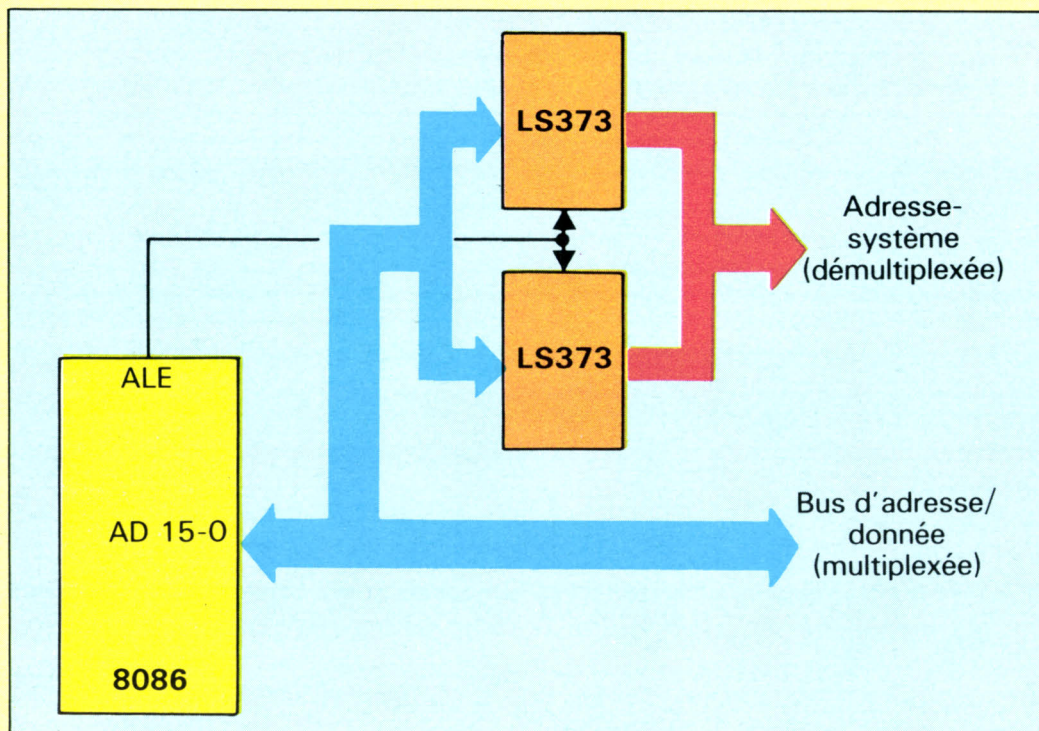 LS373
Adresse-
système
(démultiplexée)
LS373
ALE
AD 15-0
Bus d'adresse/
donnée
(multiplexée)
8086